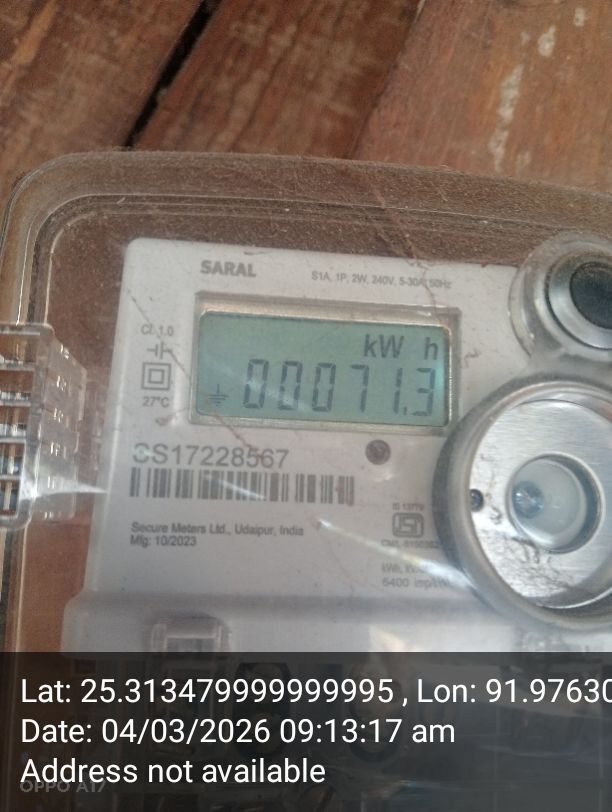 SARAL
S1A, 1P, 2W, 240V, 5-30A, 50Hz
Cl. 1.0
kW h
00071.3
27°C
SS17228567
Secure Meters Ltd., Udaipur, India
Mfg: 10/2023
kWh,
6400 imp/
Lat: 25.313479999999995 , Lon: 91.97630
Date: 04/03/2026 09:13:17 am
Address not available
OPPO A17